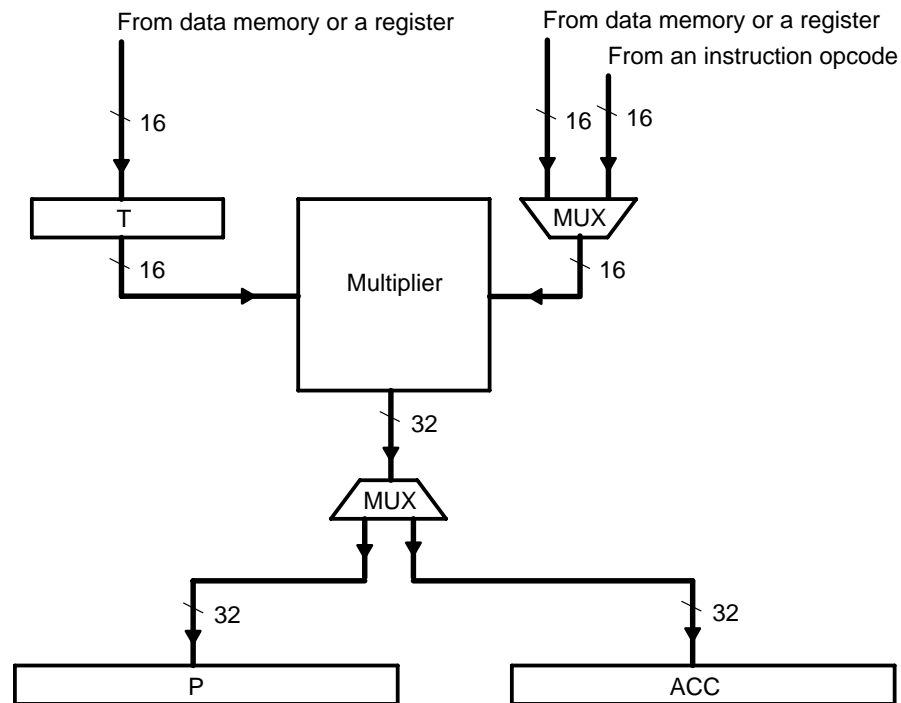 From data memory or a register
From data memory or a register
From an instruction opcode
16
16
16
T
MUX
16
16
Multiplier
32
MUX
32
32
P
ACC